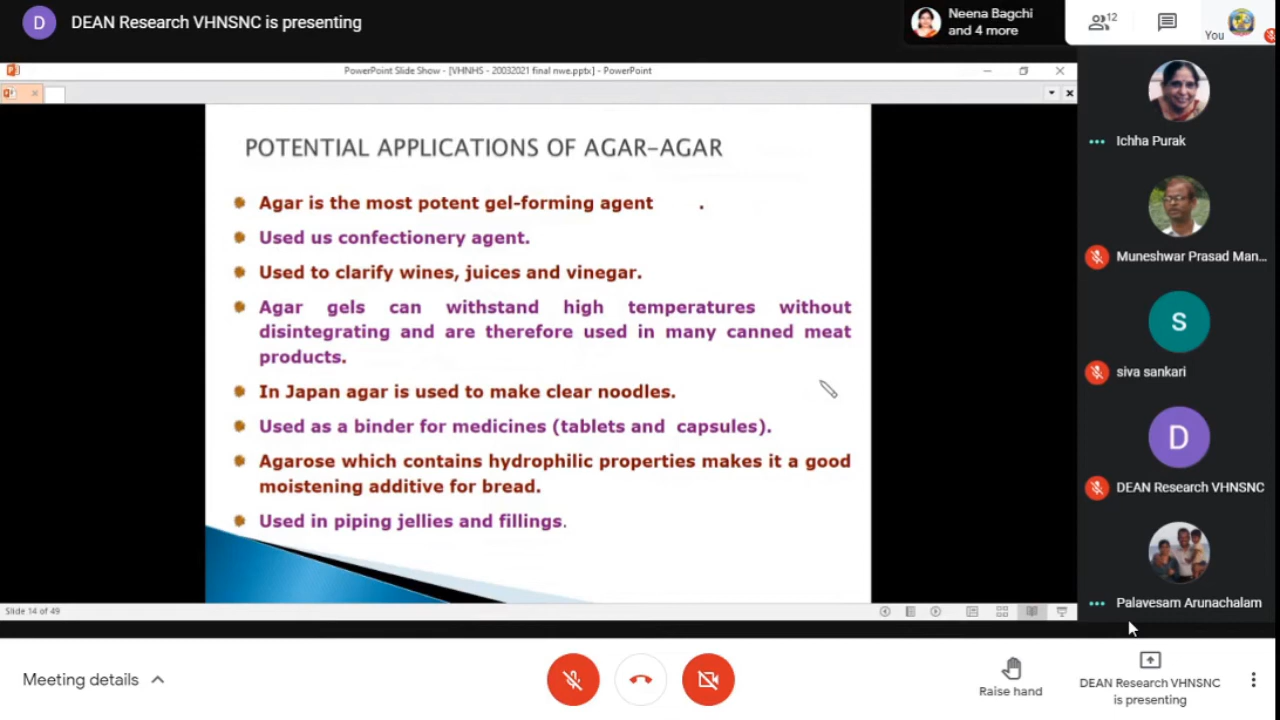 D DEAN Research VHNSNC is presenting
Neena Bagchi
and 4 more
12
You
PowerPoint Slide Show - [VHNHS - 20032021 final nwe.pptx] - PowerPoint
POTENTIAL APPLICATIONS OF AGAR-AGAR
Agar is the most potent gel-forming agent .
Used us confectionery agent.
Used to clarify wines, juices and vinegar.
Agar gels can withstand high temperatures without
disintegrating and are therefore used in many canned meat
products.
In Japan agar is used to make clear noodles.
Used as a binder for medicines (tablets and capsules).
Agarose which contains hydrophilic properties makes it a good
moistening additive for bread.
Used in piping jellies and fillings.
Slide 14 of 49
Ichha Purak
Muneshwar Prasad Man...
S
siva sankari
D
DEAN Research VHNSNC
Palavesam Arunachalam
Meeting details
Raise hand
DEAN Research VHNSNC
is presenting